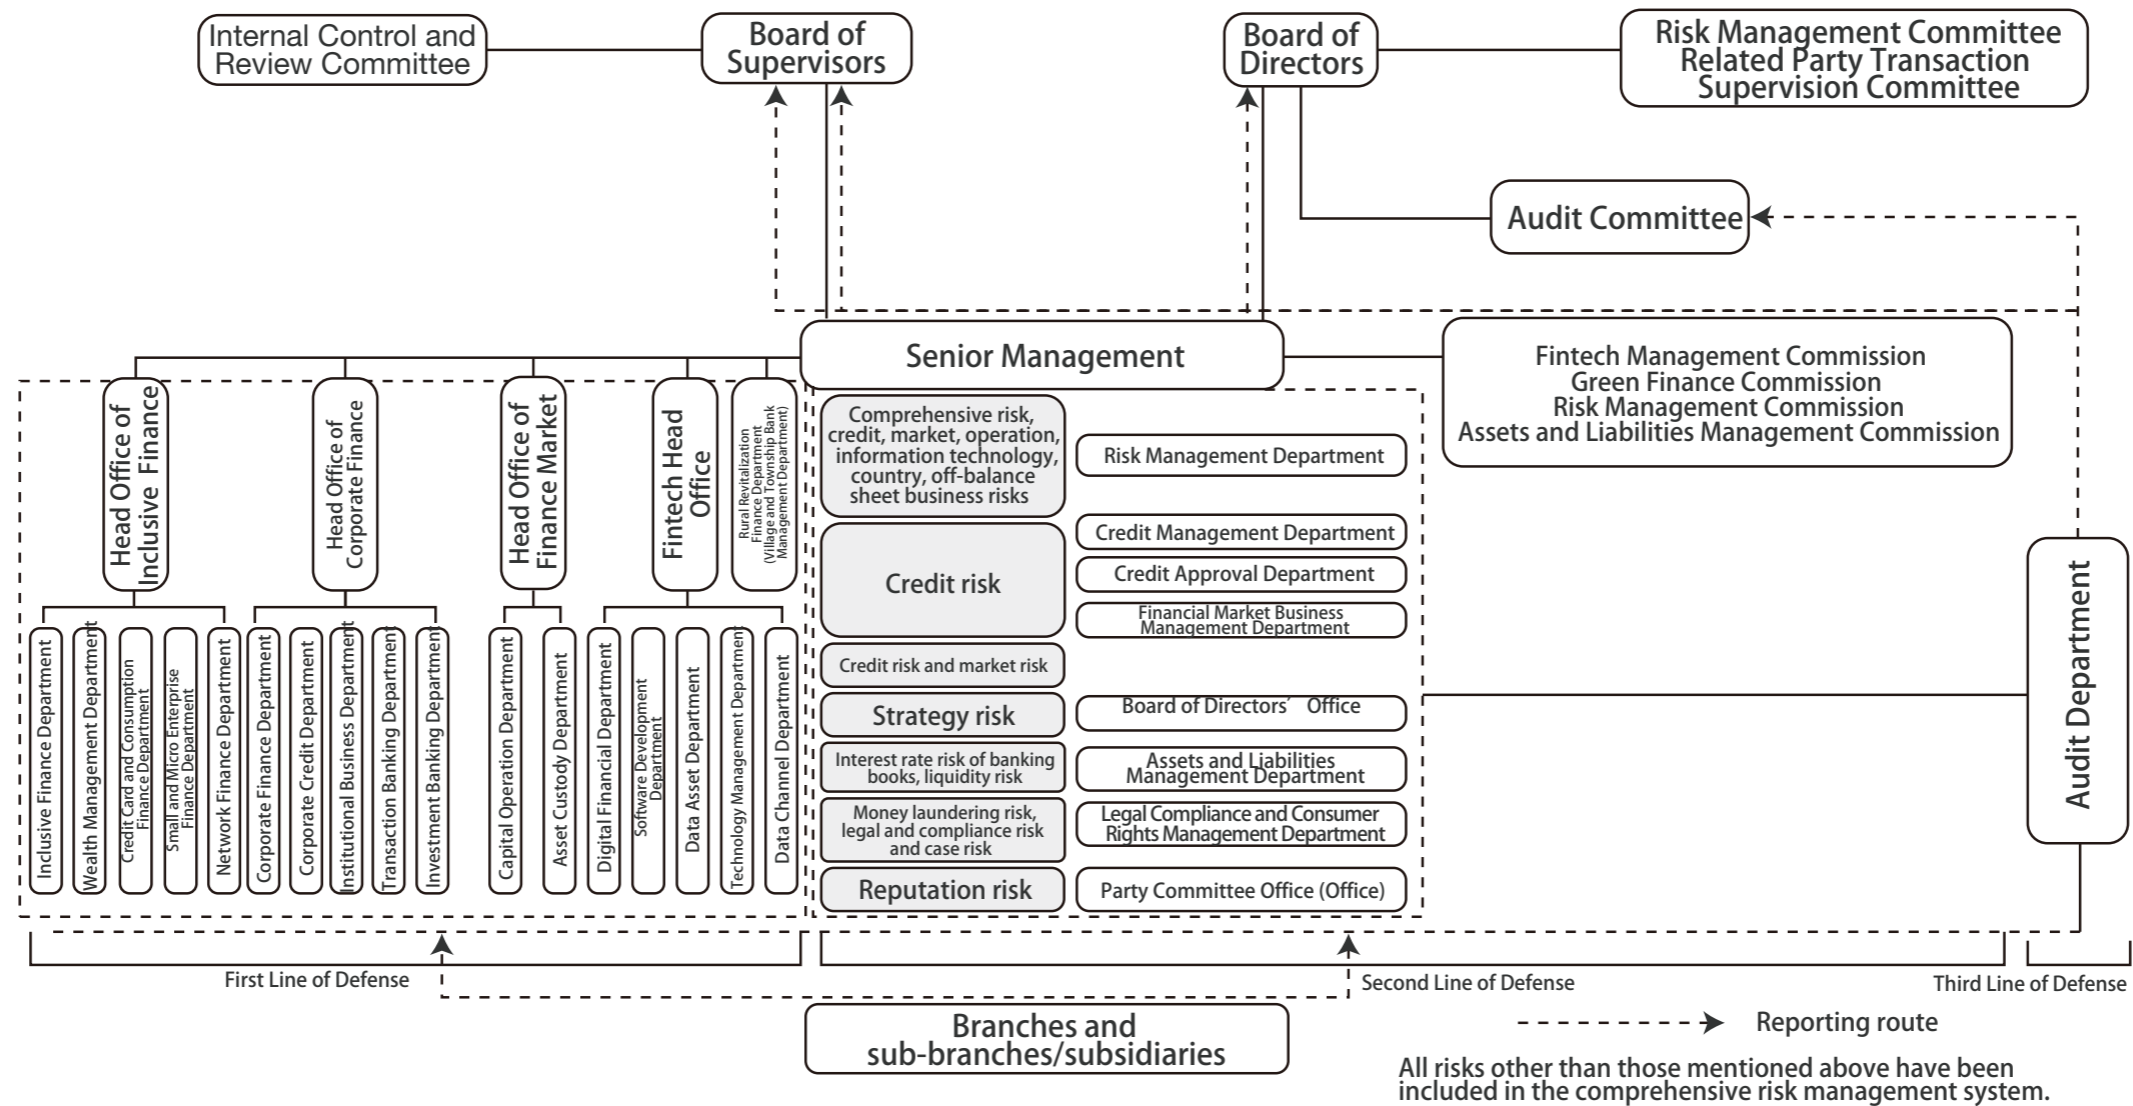 Internal Control and
Review Committee
Board of
Supervisors
Board of
Directors
Risk Management Committee
Related Party Transaction
Supervision Committee
Audit Committee
Senior Management
Fintech Management Commission
Green Finance Commission
Risk Management Commission
Assets and Liabilities Management Commission
Head Office of
Inclusive Finance
Head Office of
Corporate Finance
Head Office of
Finance Market
Fintech Head
Office
Rural Revitalization
Finance Department
(Village and Township Bank
Management Department)
Inclusive Finance Department
Wealth Management Department
Credit Card and Consumption
Finance Department
Small and Micro Enterprise
Finance Department
Network Finance Department
Corporate Finance Department
Corporate Credit Department
Institutional Business Department
Transaction Banking Department
Investment Banking Department
Capital Operation Department
Asset Custody Department
Digital Financial Department
Software Development
Department
Data Asset Department
Technology Management Department
Data Channel Department
Comprehensive risk,
credit, market, operation,
information technology,
country, off-balance
sheet business risks
Risk Management Department
Credit risk
Credit Management Department
Credit Approval Department
Financial Market Business
Management Department
Credit risk and market risk
Strategy risk
Board of Directors’ Office
Interest rate risk of banking
books, liquidity risk
Assets and Liabilities
Management Department
Money laundering risk,
legal and compliance risk
and case risk
Legal Compliance and Consumer
Rights Management Department
Reputation risk
Party Committee Office (Office)
Audit Department
First Line of Defense
Second Line of Defense
Third Line of Defense
Branches and
sub-branches/subsidiaries
Reporting route
All risks other than those mentioned above have been
included in the comprehensive risk management system.